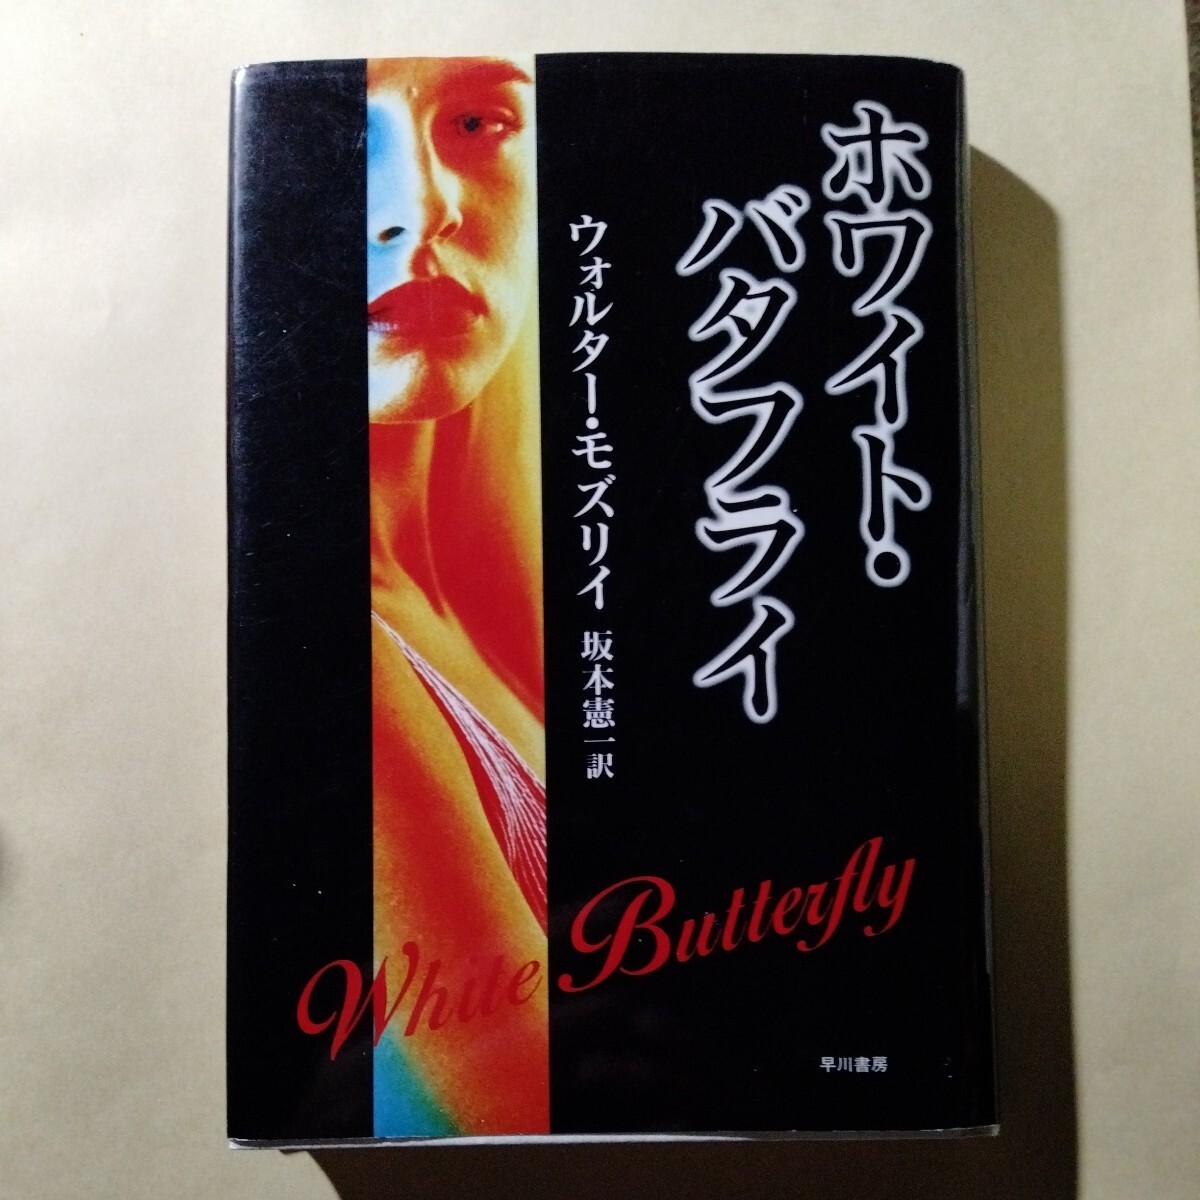 ホワイト・
バタフライ
ウォルター・モズリイ 坂本憲一訳
White Butterfly
早川書房